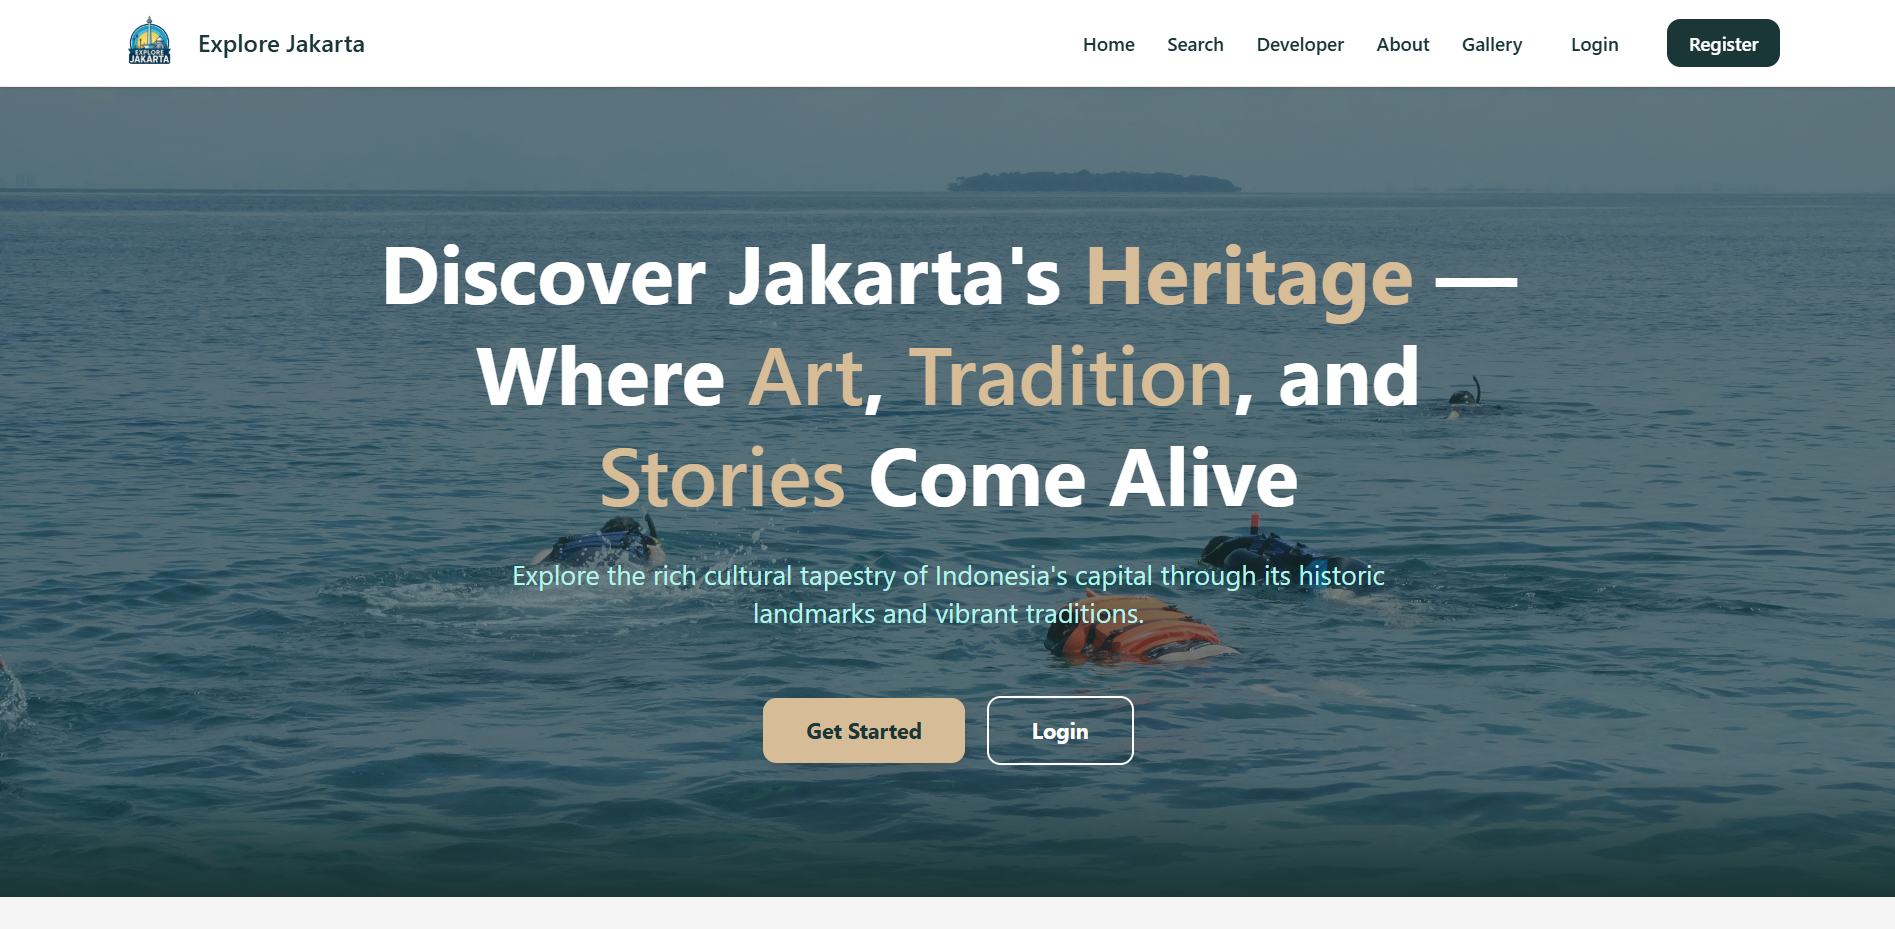 EXPLORE
JAKARTA
Explore Jakarta
Home
Search
Developer
About
Gallery
Login
Register
Discover Jakarta's Heritage —
Where Art, Tradition, and
Stories Come Alive
Explore the rich cultural tapestry of Indonesia's capital through its historic
landmarks and vibrant traditions.
Get Started
Login